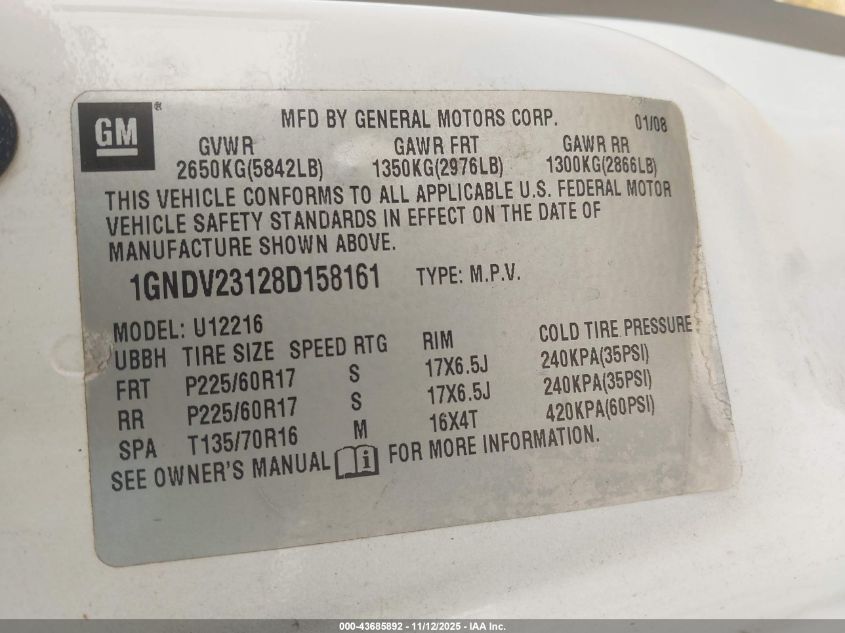 GM ® MFD BY GENERAL MOTORS CORP. 01/08
GVWR GAWR FRT GAWR RR
2650KG(5842LB) 1350KG(2976LB) 1300KG(2866LB)
THIS VEHICLE CONFORMS TO ALL APPLICABLE U.S. FEDERAL MOTOR
VEHICLE SAFETY STANDARDS IN EFFECT ON THE DATE OF
MANUFACTURE SHOWN ABOVE.
1GNDV23128D158161 TYPE: M.P.V.
MODEL: U12216
UBBH TIRE SIZE SPEED RTG RIM COLD TIRE PRESSURE
FRT P225/60R17 S 17X6.5J 240KPA(35PSI)
RR P225/60R17 S 17X6.5J 240KPA(35PSI)
SPA T135/70R16 M 16X4T 420KPA(60PSI)
SEE OWNER'S MANUAL i FOR MORE INFORMATION.
000-43685892 - 11/12/2025 - IAA Inc.